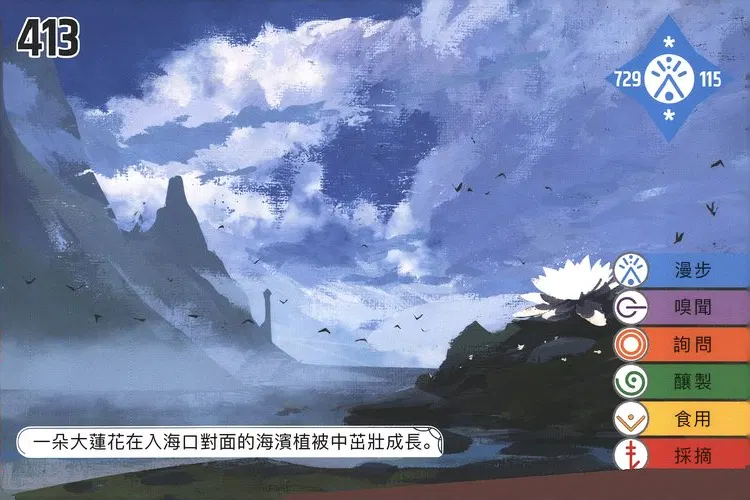 413
*
729 115
*
漫步
嗅聞
詢問
釀製
食用
採摘
一朵大蓮花在入海口對面的海濱植被中茁壯成長。